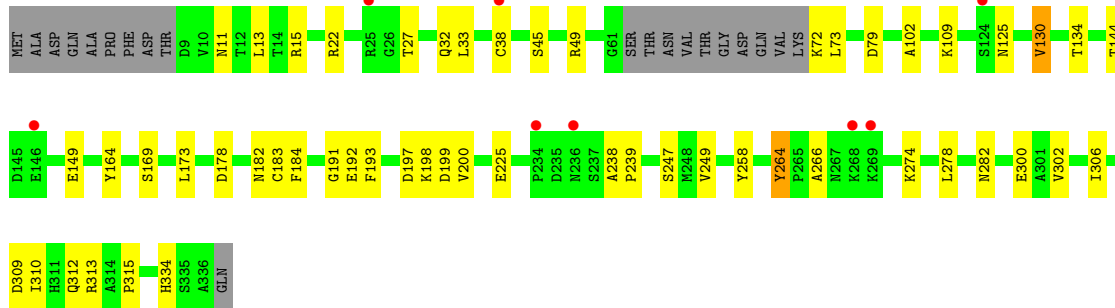 MET ALA ASP GLN ALA PRO PHE ASP THR D9 V10 N11 T12 L13 T14 R15 R22 R25 G26 T27 Q32 L33 C38 S45 R49 G61 SER THR ASN VAL THR GLY ASP GLN VAL LYS K72 L73 D79 A102 K109 S124 N125 V130 T134
D145 E146 E149 Y164 S169 L173 D178 N182 C183 F184 G191 E192 F193 D197 K198 D199 V200 E225 P234 D235 N236 S237 A238 P239 S247 M248 V249 Y258 Y264 P265 A266 N267 K268 K269 K274 L278 N282 E300 A301 V302 I306
D309 I310 H311 Q312 R313 A314 P315 H334 S335 A336 GLN